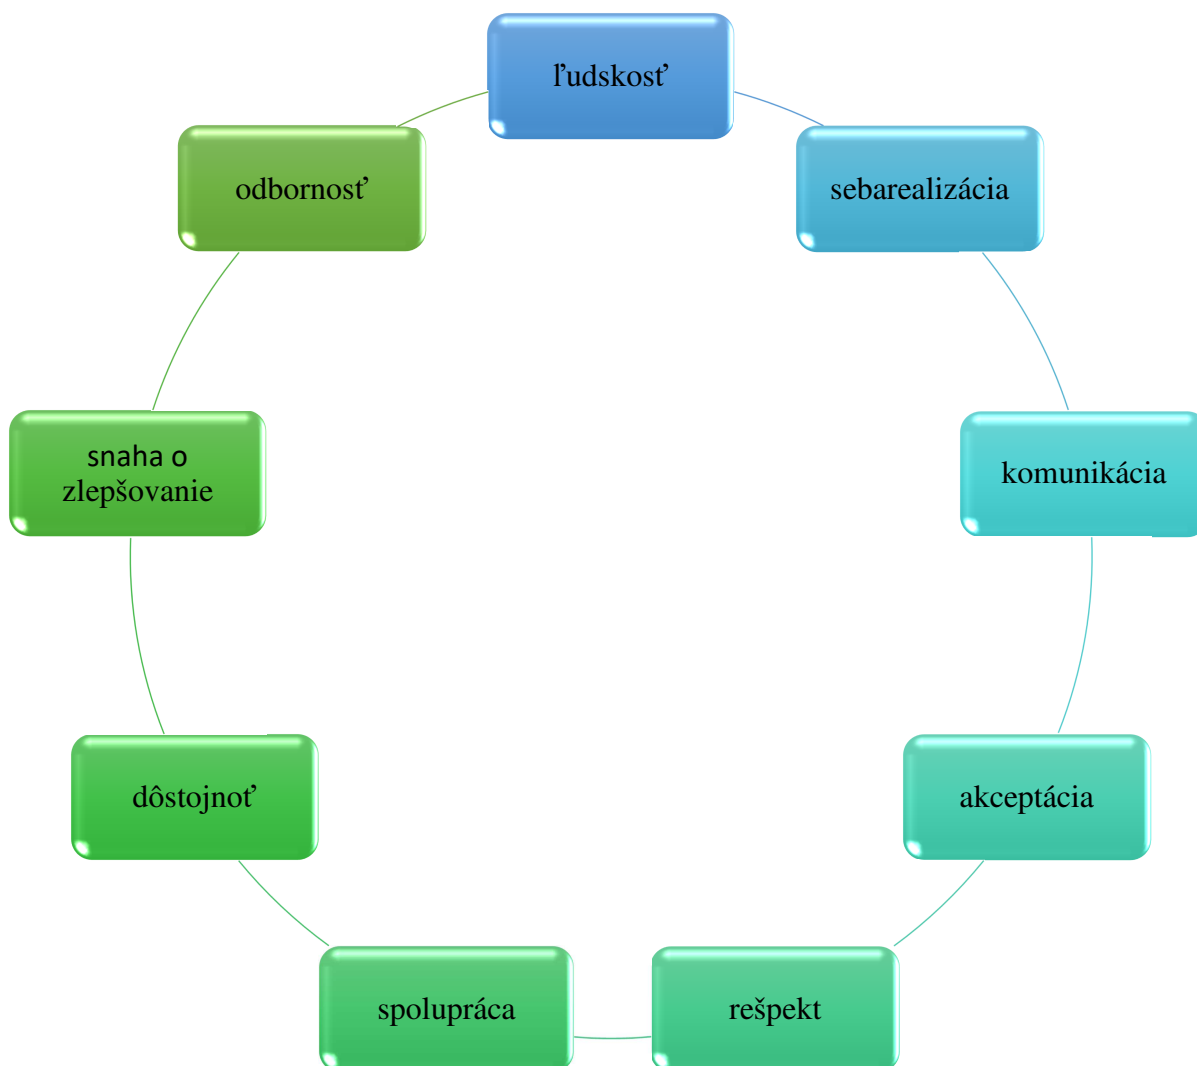 ľudskosť
sebarealizácia
komunikácia
akceptácia
rešpekt
spolupráca
dôstojnoť
snaha o
zlepšovanie
odbornosť